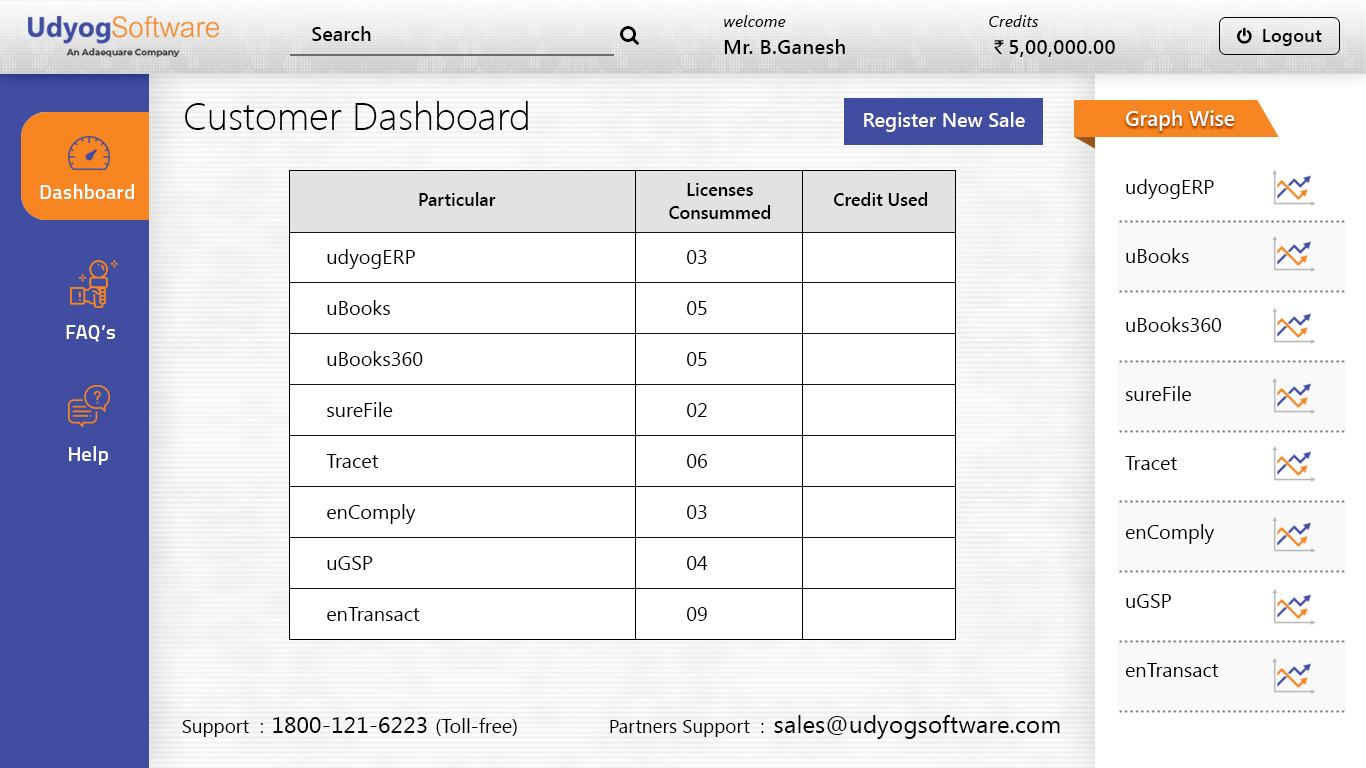 UdyogSoftware
An Adaequare Company
Search
welcome
Mr. B.Ganesh
Credits
₹ 5,00,000.00
Logout
Dashboard
FAQ's
Help
Customer Dashboard
Register New Sale
Particular
Licenses
Consummed
Credit Used
udyogERP 03
uBooks 05
uBooks360 05
sureFile 02
Tracet 06
enComply 03
uGSP 04
enTransact 09
Graph Wise
udyogERP
uBooks
uBooks360
sureFile
Tracet
enComply
uGSP
enTransact
Support : 1800-121-6223 (Toll-free)
Partners Support : sales@udyogsoftware.com